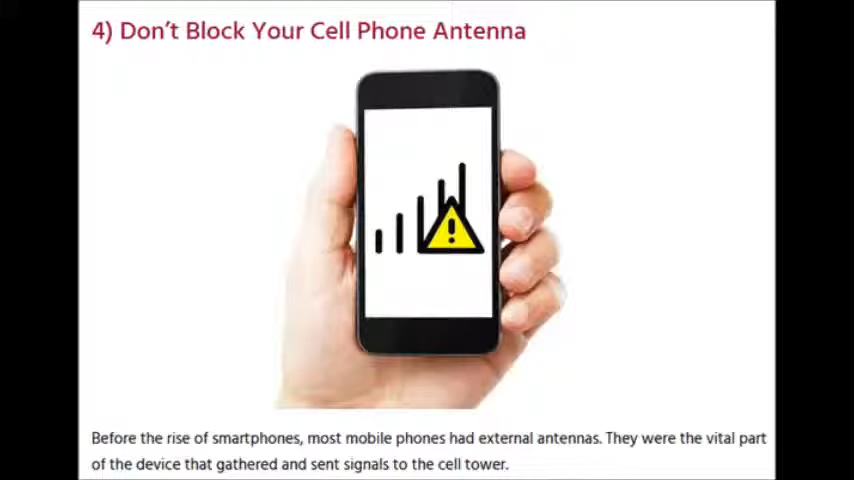 4) Don't Block Your Cell Phone Antenna
Before the rise of smartphones, most mobile phones had external antennas. They were the vital part
of the device that gathered and sent signals to the cell tower.